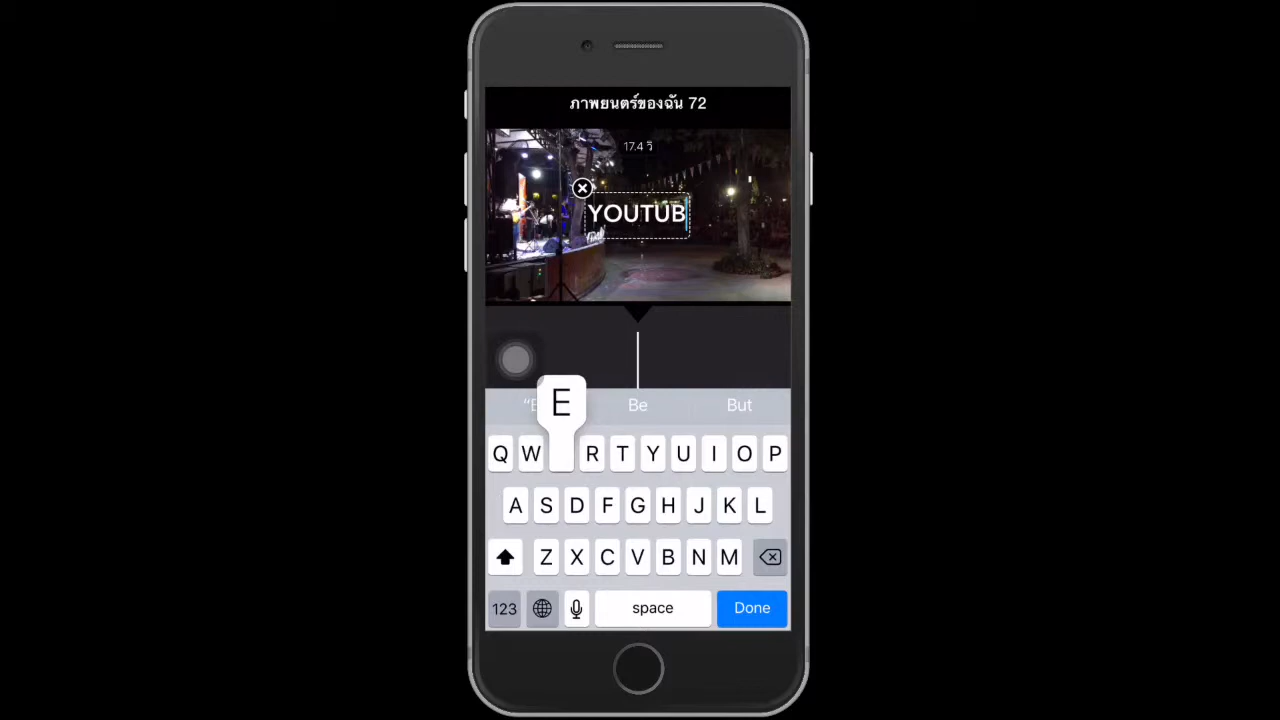 ภาพยนตร์ของฉัน 72
17.4 วิ
YOUTUB
E
Be
But
Q W R T Y U I O P
A S D F G H J K L
Z X C V B N M
123 space Done